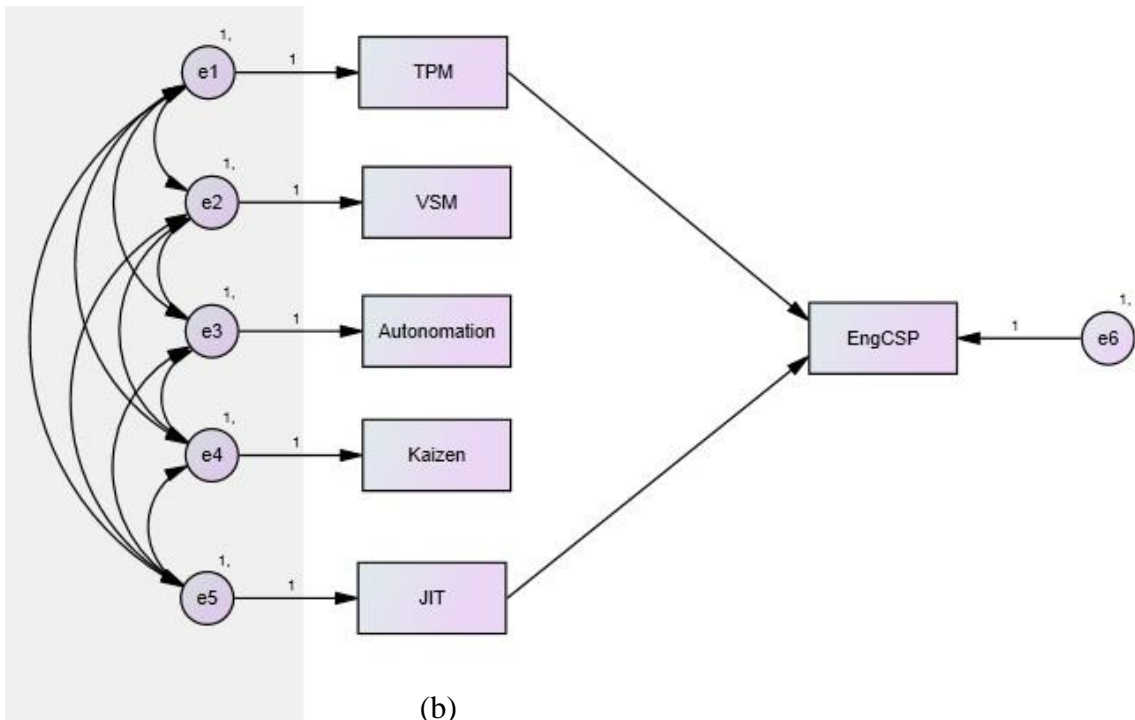 1,
e1
1
TPM
1,
e2
1
VSM
1,
e3
1
Autonomation
EngCSP
1
1,
e6
1,
e4
1
Kaizen
1,
e5
1
JIT
(b)